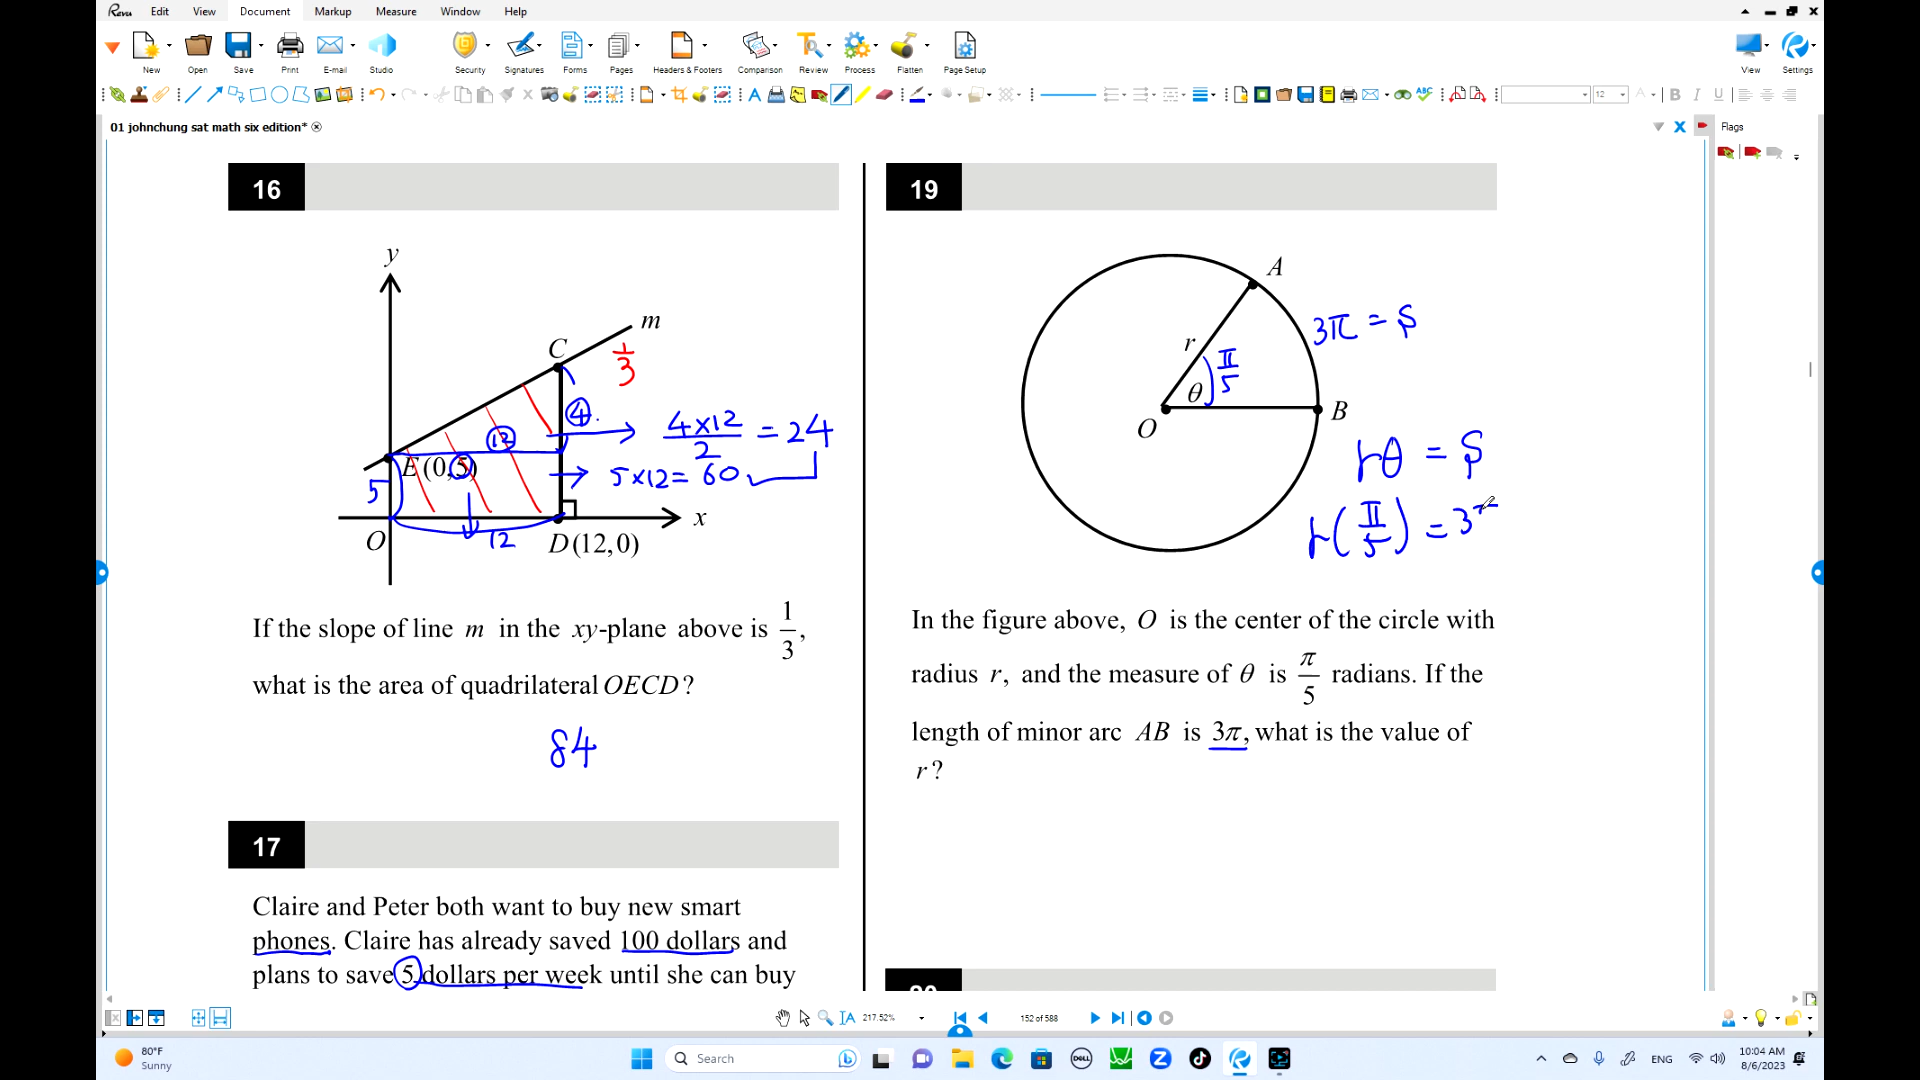 Revu Edit View Document Markup Measure Window Help
New Open Save Print E-mail Studio Security Signatures Forms Pages Headers & Footers Comparison Review Process Flatten Page Setup View Settings
12 B I U
01 johnchung sat math six edition* Flags
16
y
m
C
1/3
4
12
4×12/2 = 24
E (0,5)
5
5×12= 60
x
O
12
D (12,0)
If the slope of line m in the xy-plane above is 1/3,
what is the area of quadrilateral OECD?
84
17
Claire and Peter both want to buy new smart
phones. Claire has already saved 100 dollars and
plans to save 5 dollars per week until she can buy
19
A
3π = S
r
π/5
θ
O
B
rθ = S
r(π/5) = 3π
In the figure above, O is the center of the circle with
radius r, and the measure of θ is π/5 radians. If the
length of minor arc AB is 3π, what is the value of
r?
217.52% 152 of 588
80°F
Sunny
Search
DELL
ENG
10:04 AM
8/6/2023